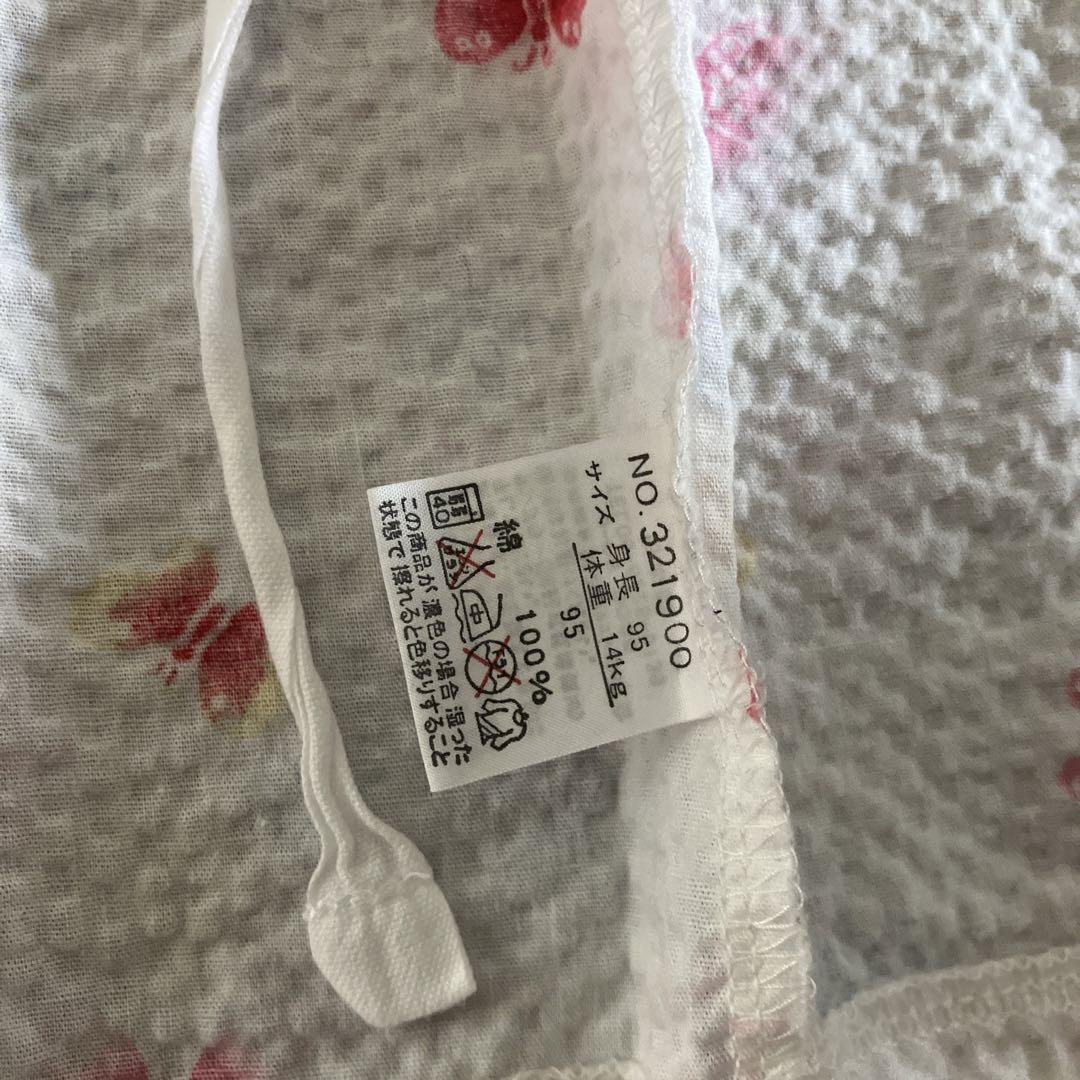 NO.321900
サイズ 身長 95
体重 14kg
95
綿 100%
40
中
この商品が濃色の場合湿った
状態で擦れると色移りすること